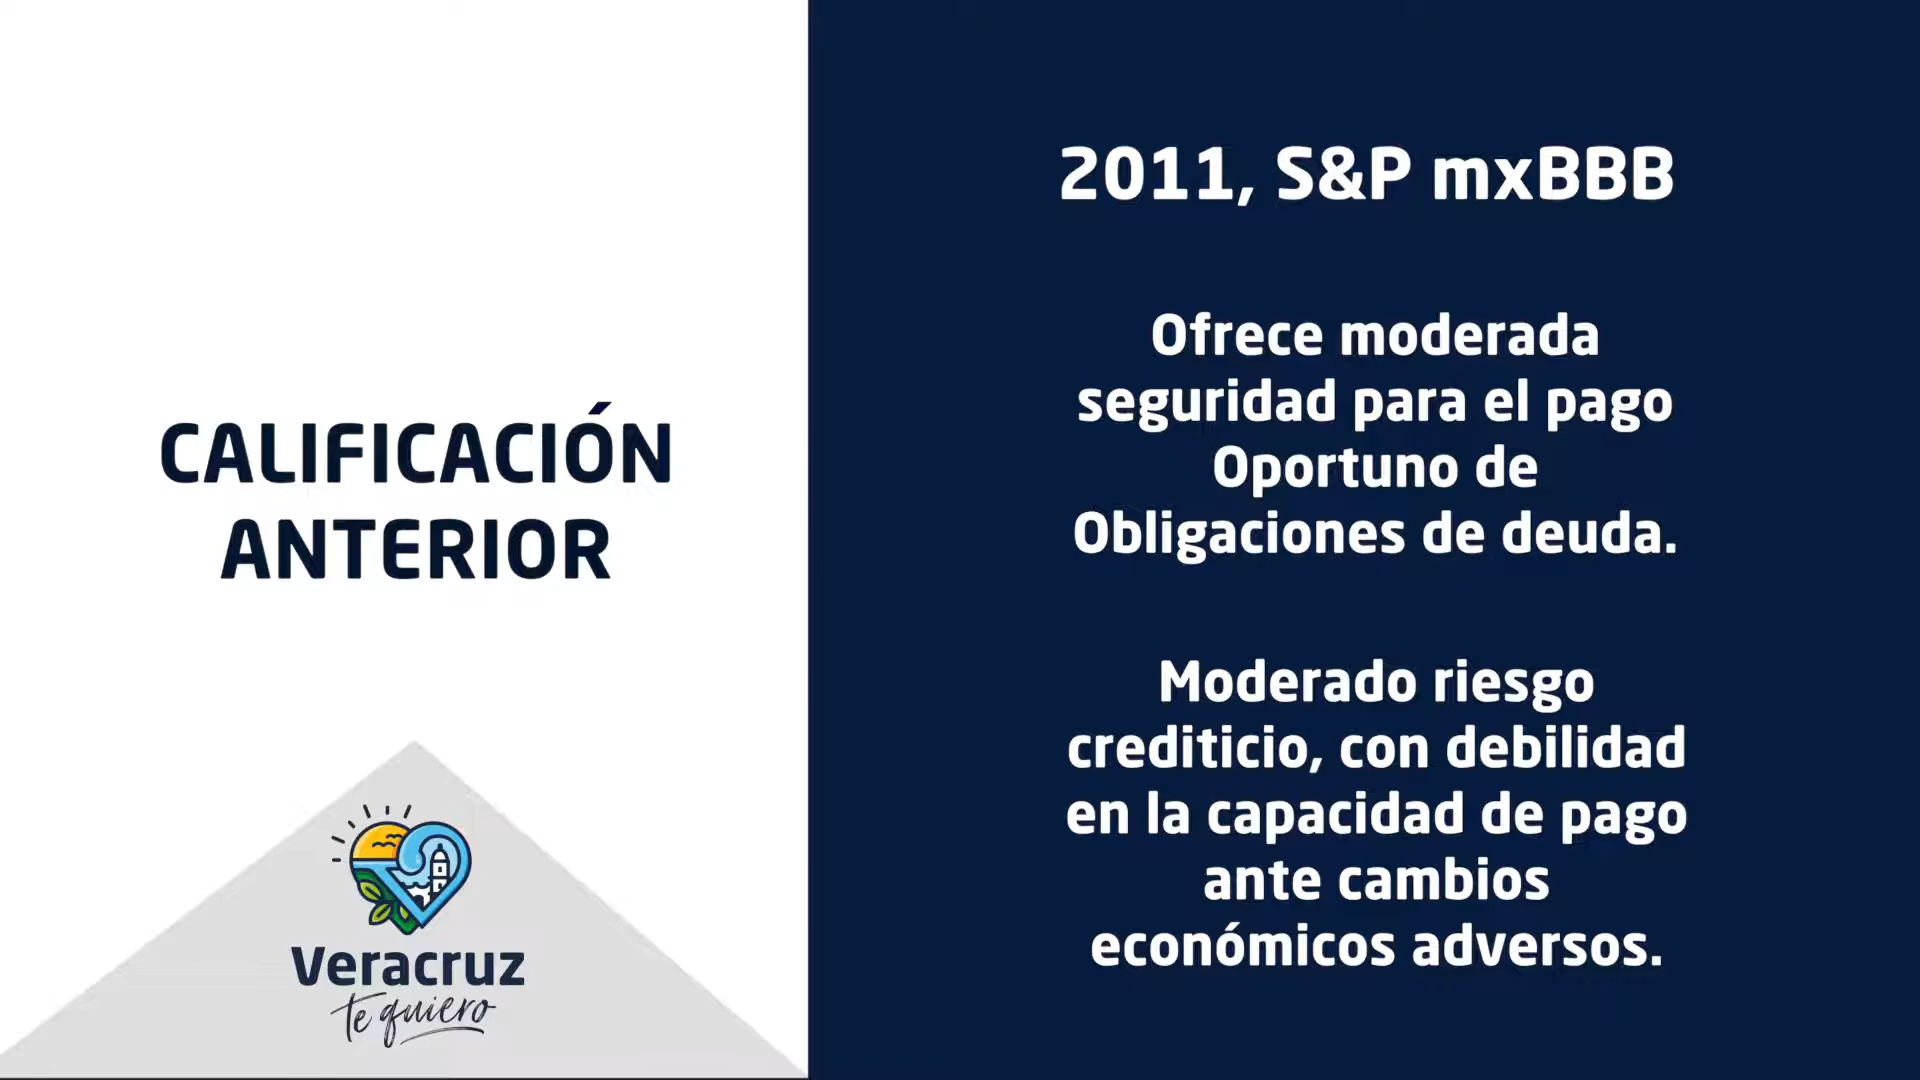 CALIFICACIÓN
ANTERIOR
Veracruz
te quiero
2011, S&P mxBBB
Ofrece moderada
seguridad para el pago
Oportuno de
Obligaciones de deuda.
Moderado riesgo
crediticio, con debilidad
en la capacidad de pago
ante cambios
económicos adversos.